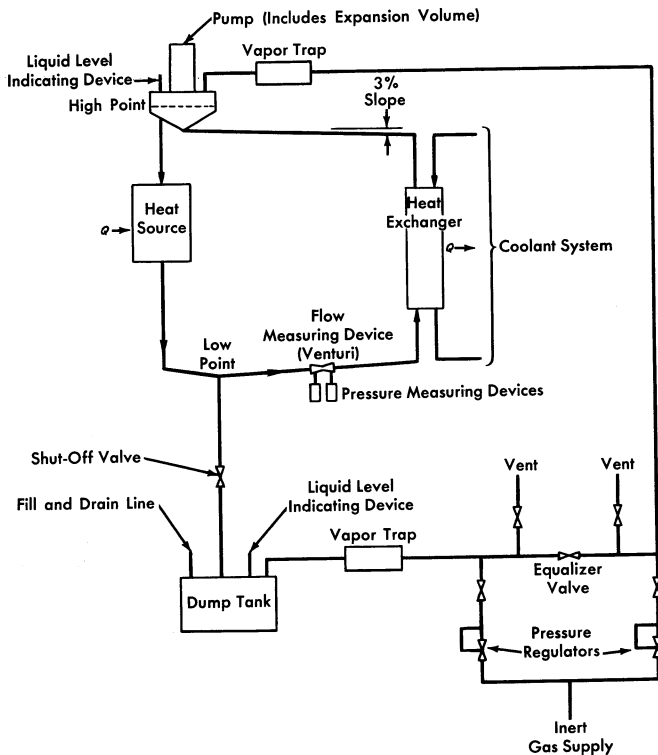 Pump (Includes Expansion Volume)
Liquid Level
Indicating Device
Vapor Trap
High Point
3%
Slope
Heat
Source
Q
Heat
Exchanger
Q
Coolant System
Flow
Measuring Device
(Venturi)
Low
Point
Pressure Measuring Devices
Shut-Off Valve
Fill and Drain Line
Liquid Level
Indicating Device
Vent
Vent
Vapor Trap
Equalizer
Valve
Dump Tank
Pressure
Regulators
Inert
Gas Supply